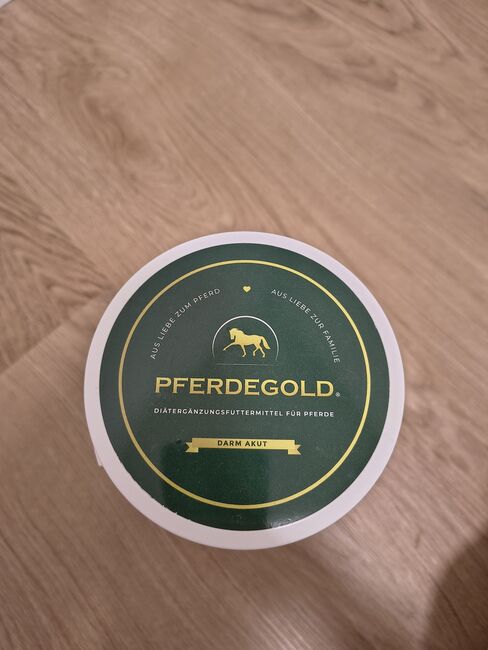 AUS LIEBE ZUM PFERD
AUS LIEBE ZUR FAMILIE
PFERDEGOLD®
DIÄTERGÄNZUNGSFUTTERMITTEL FÜR PFERDE
DARM AKUT